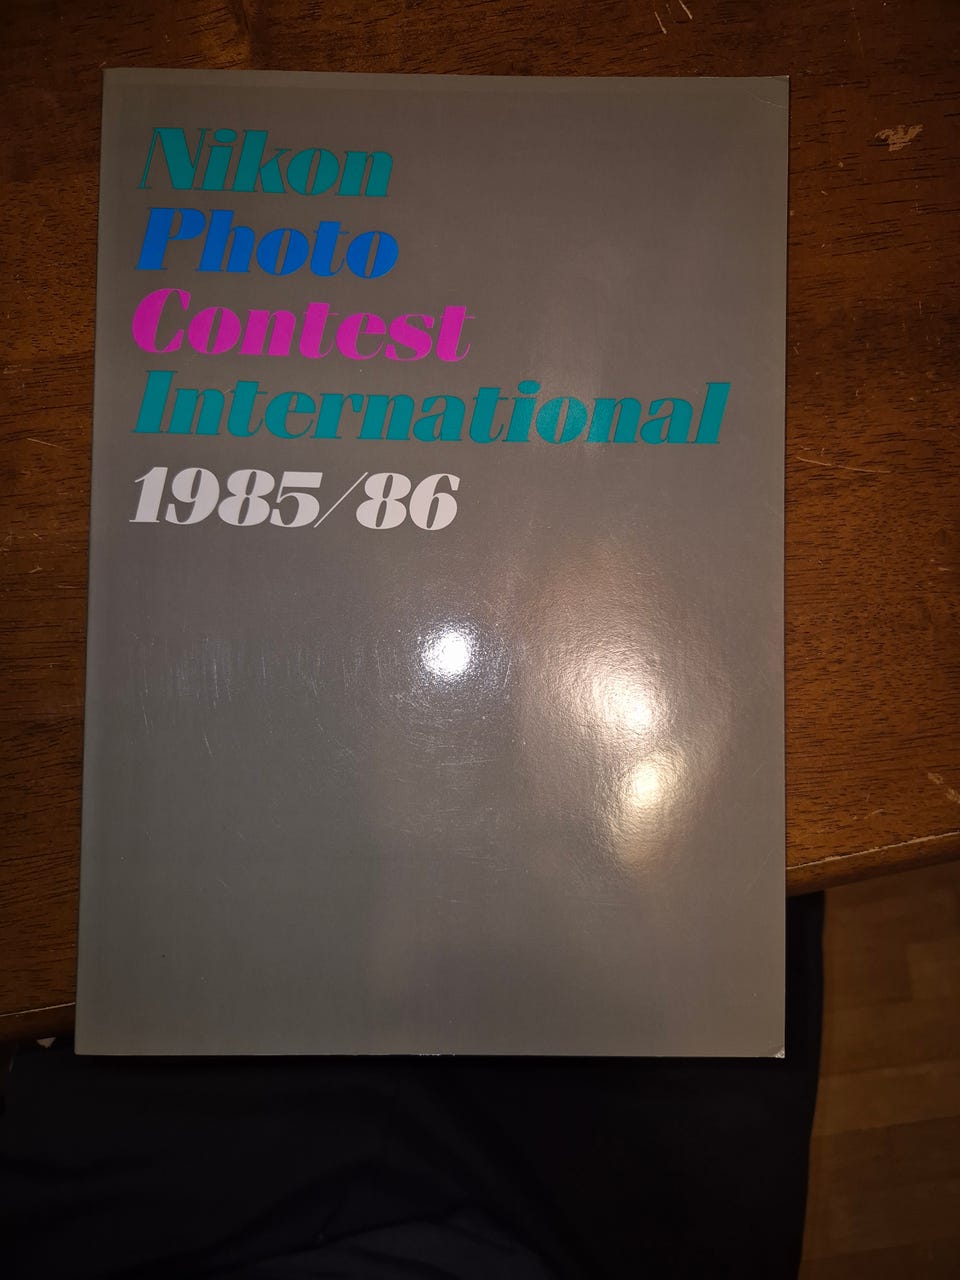 Nikon
Photo
Contest
International
1985/86